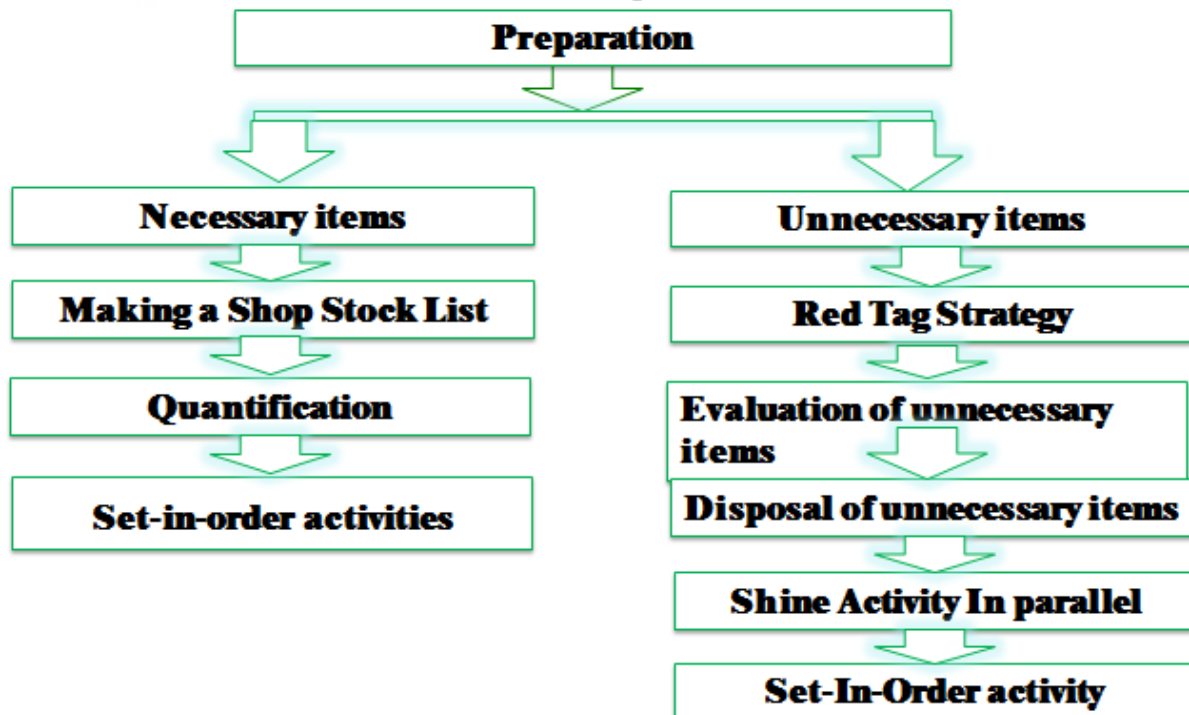 Preparation
Necessary items
Unnecessary items
Making a Shop Stock List
Red Tag Strategy
Quantification
Evaluation of unnecessary
items
Set-in-order activities
Disposal of unnecessary items
Shine Activity In parallel
Set-In-Order activity